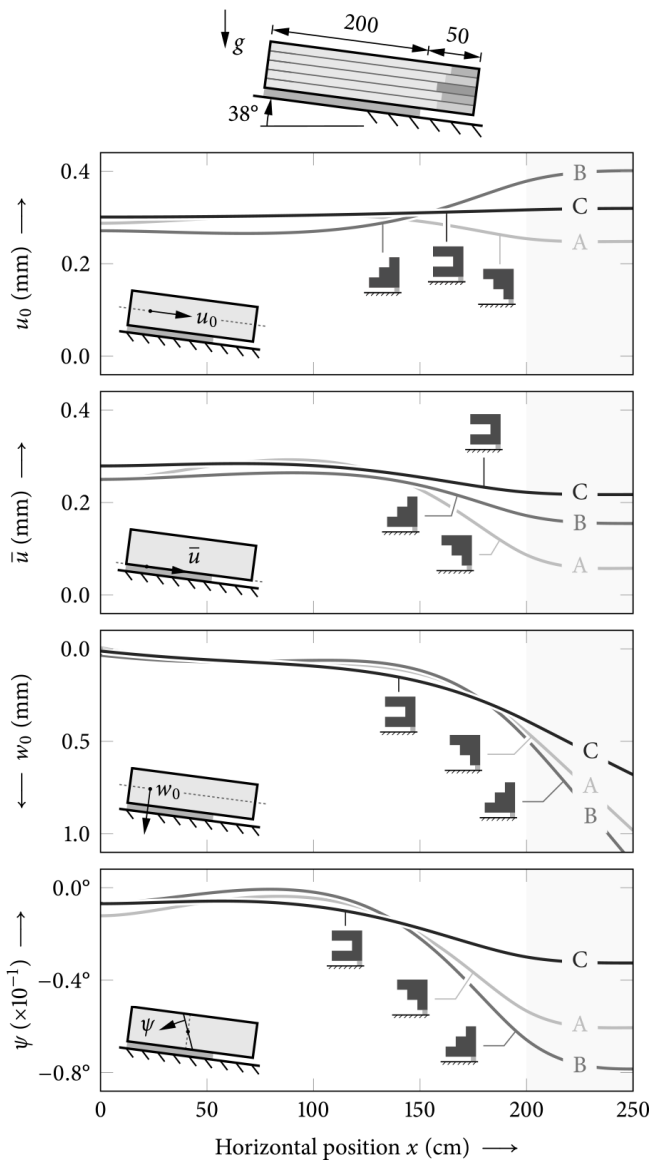 200 50
g
38°
0.4
B
C
A
0.2
u₀
0.0
u₀ (mm) ⟶
0.4
C
B
0.2
A
ū
0.0
ū (mm) ⟶
0.0
0.5
C
A
B
w₀
1.0
⟵ w₀ (mm)
0.0°
C
−0.4°
A
ψ
B
−0.8°
ψ (×10⁻¹) ⟶
0 50 100 150 200 250
Horizontal position x (cm) ⟶